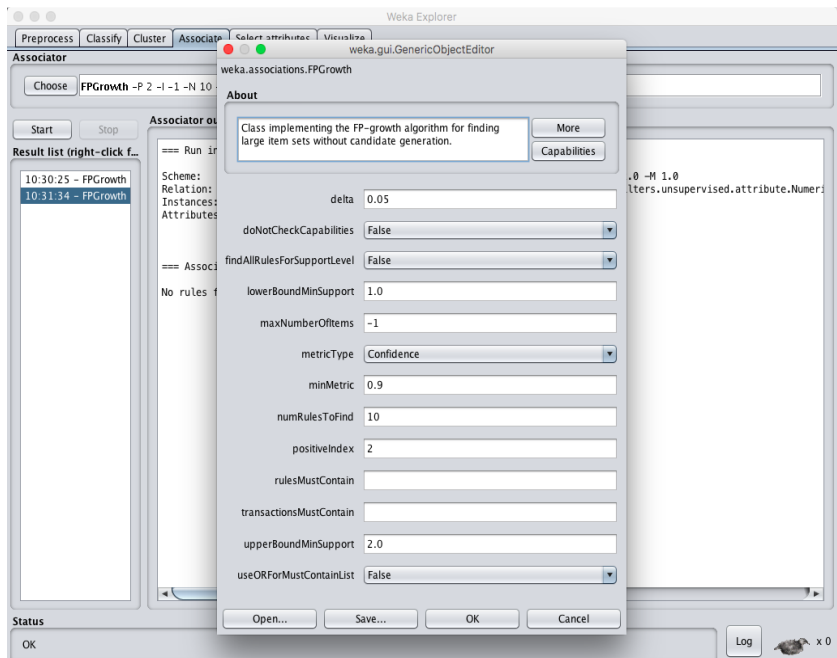 Weka Explorer
Preprocess Classify Cluster Associate Select attributes Visualize
Associator
Choose FPGrowth -P 2 -I -1 -N 10
Start Stop
Result list (right-click f...
10:30:25 - FPGrowth
10:31:34 - FPGrowth
Associator ou
=== Run in
Scheme: .0 -M 1.0
Relation: lters.unsupervised.attribute.Numeri
Instances:
Attributes
=== Associ
No rules f
weka.gui.GenericObjectEditor
weka.associations.FPGrowth
About
Class implementing the FP-growth algorithm for finding
large item sets without candidate generation.
More
Capabilities
delta 0.05
doNotCheckCapabilities False
findAllRulesForSupportLevel False
lowerBoundMinSupport 1.0
maxNumberOfItems -1
metricType Confidence
minMetric 0.9
numRulesToFind 10
positiveIndex 2
rulesMustContain
transactionsMustContain
upperBoundMinSupport 2.0
useORForMustContainList False
Open... Save... OK Cancel
Status
OK
Log x 0